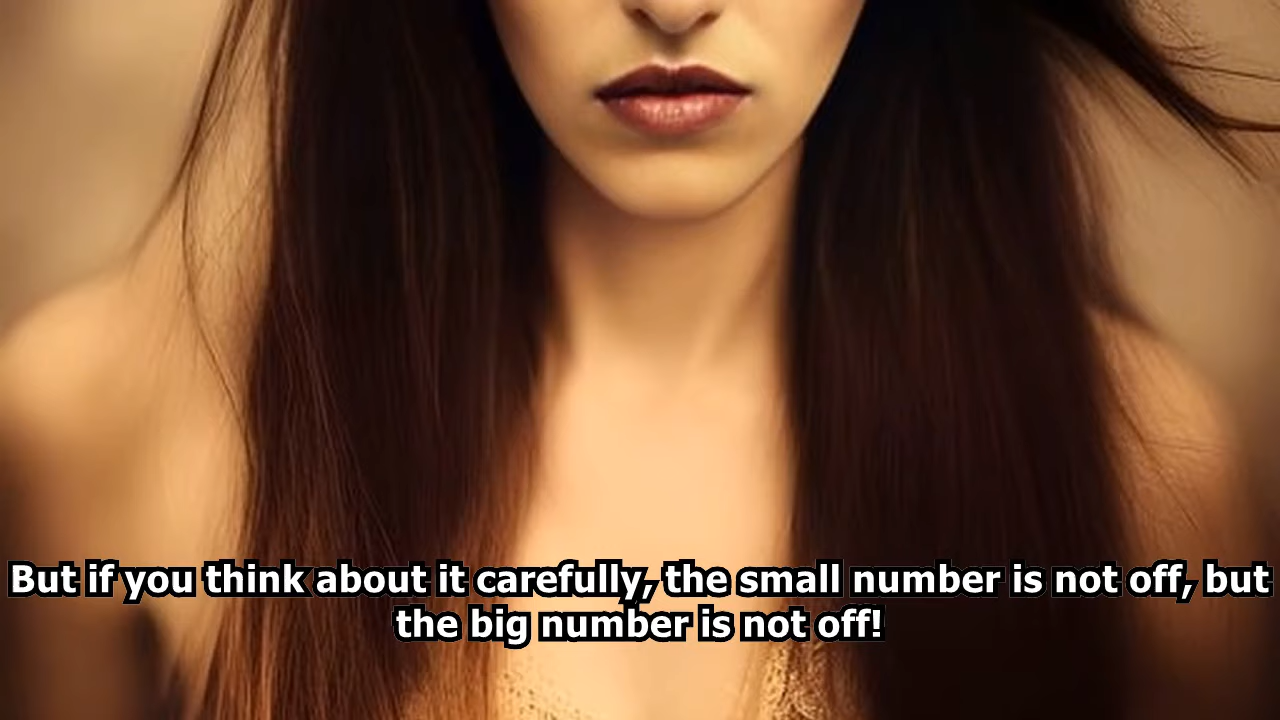 But if you think about it carefully, the small number is not off, but
the big number is not off!